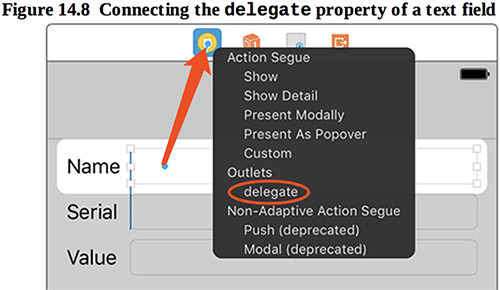 Figure 14.8 Connecting the delegate property of a text field
Action Segue
Show
Show Detail
Present Modally
Present As Popover
Custom
Outlets
delegate
Non-Adaptive Action Segue
Push (deprecated)
Modal (deprecated)
Name
Serial
Value